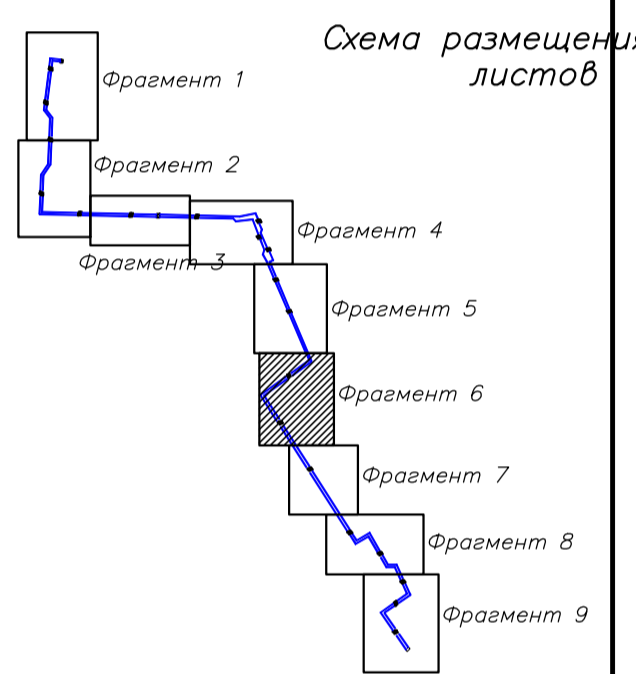 Схема размещения
листов
Фрагмент 1
Фрагмент 2
Фрагмент 3
Фрагмент 4
Фрагмент 5
Фрагмент 6
Фрагмент 7
Фрагмент 8
Фрагмент 9